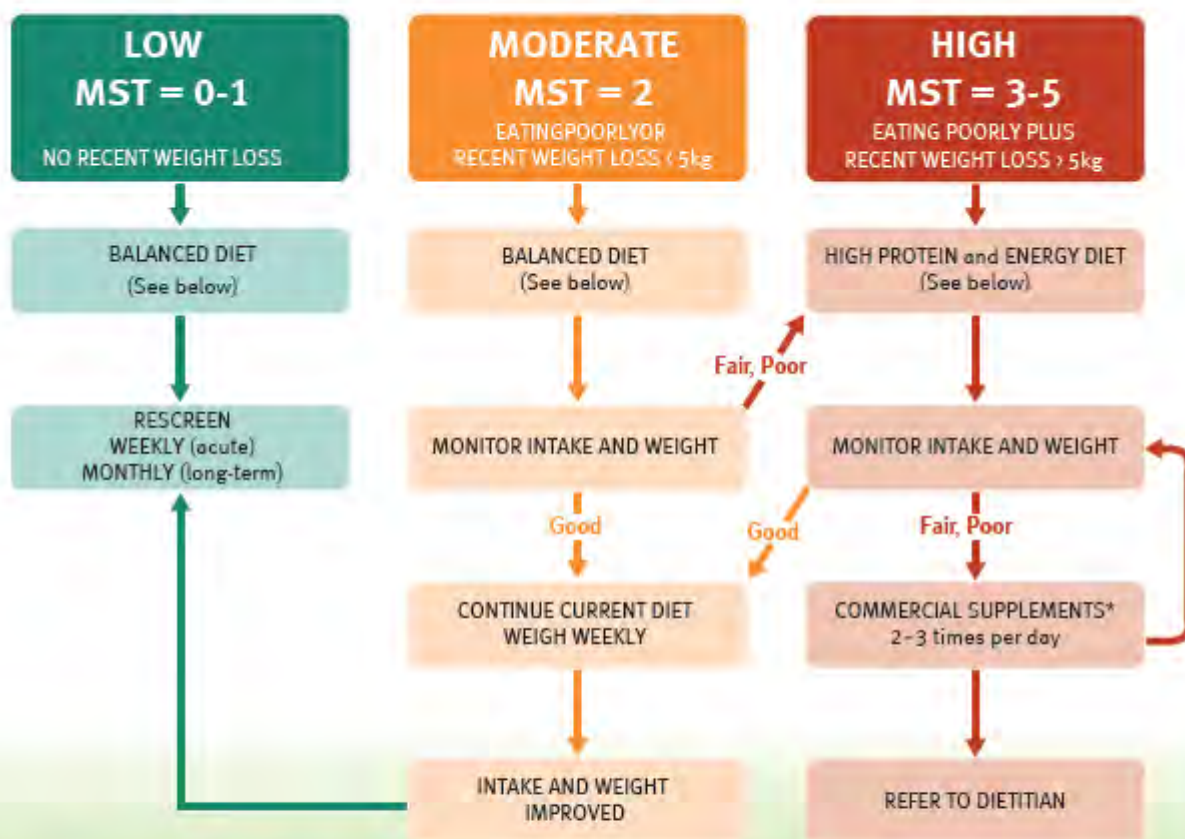 LOW
MST = 0-1
NO RECENT WEIGHT LOSS
BALANCED DIET
(See below)
RESCREEN
WEEKLY (acute)
MONTHLY (long-term)
MODERATE
MST = 2
EATINGPOORLYOR
RECENT WEIGHT LOSS < 5kg
BALANCED DIET
(See below)
MONITOR INTAKE AND WEIGHT
Fair, Poor
Good
CONTINUE CURRENT DIET
WEIGH WEEKLY
INTAKE AND WEIGHT
IMPROVED
HIGH
MST = 3-5
EATING POORLY PLUS
RECENT WEIGHT LOSS > 5kg
HIGH PROTEIN and ENERGY DIET
(See below)
MONITOR INTAKE AND WEIGHT
Good
Fair, Poor
COMMERCIAL SUPPLEMENTS*
2-3 times per day
REFER TO DIETITIAN